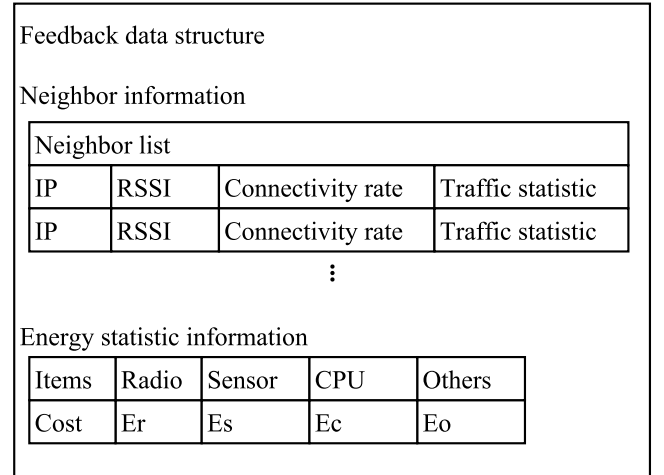 Feedback data structure
Neighbor information
Neighbor list
IP RSSI Connectivity rate Traffic statistic
IP RSSI Connectivity rate Traffic statistic
Energy statistic information
Items Radio Sensor CPU Others
Cost Er Es Ec Eo